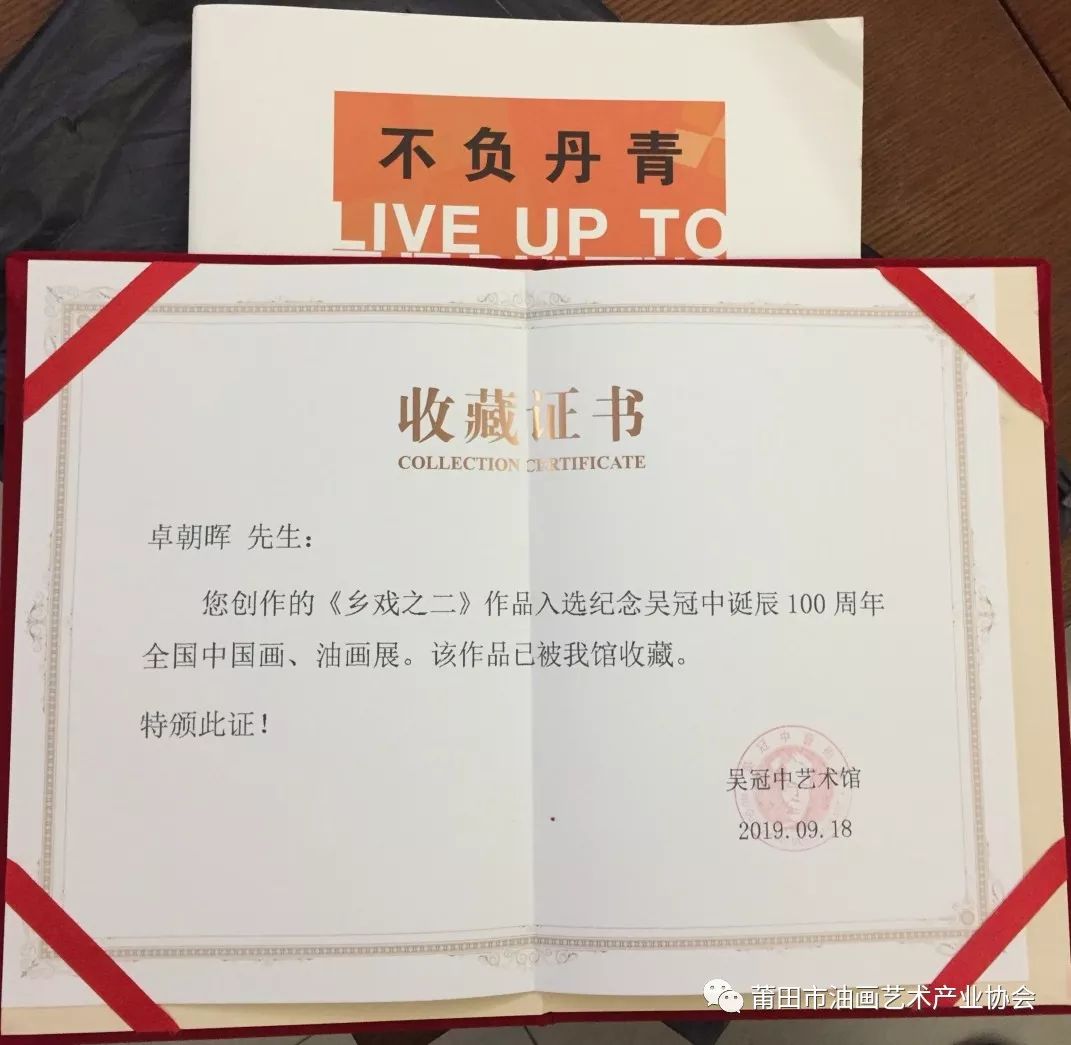 不负丹青
LIVE UP TO
收藏证书
COLLECTION CERTIFICATE
卓朝晖 先生：
您创作的《乡戏之二》作品入选纪念吴冠中诞辰100周年
全国中国画、油画展。该作品已被我馆收藏。
特颁此证！
吴冠中艺术馆
2019.09.18
莆田市油画艺术产业协会